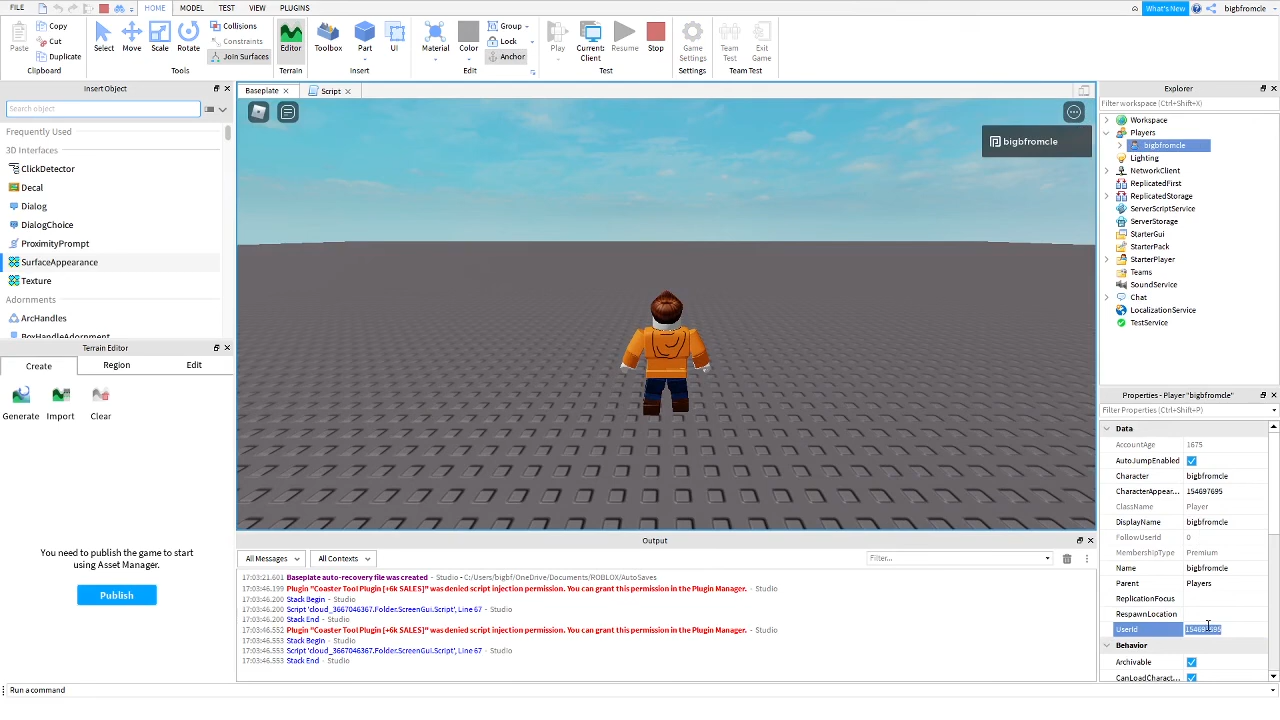 FILE HOME MODEL TEST VIEW PLUGINS What's New bigbfromcle
Paste Copy Cut Duplicate Select Move Scale Rotate Collisions Constraints Join Surfaces Editor Toolbox Part UI Material Color Group Lock Anchor Play Current: Client Resume Stop Game Settings Team Test Exit Game
Clipboard Tools Terrain Insert Edit Test Settings Team Test
Insert Object
Search object
Frequently Used
3D Interfaces
ClickDetector
Decal
Dialog
DialogChoice
ProximityPrompt
SurfaceAppearance
Texture
Adornments
ArcHandles
BoxHandleAdornment
Terrain Editor
Create Region Edit
Generate Import Clear
You need to publish the game to start
using Asset Manager.
Publish
Baseplate Script
bigbfromcle
Output
All Messages All Contexts Filter...
17:03:21.601 Baseplate auto-recovery file was created - Studio - C:/Users/bigbf/OneDrive/Documents/ROBLOX/AutoSaves
17:03:46.199 Plugin "Coaster Tool Plugin [+6k SALES]" was denied script injection permission. You can grant this permission in the Plugin Manager. - Studio
17:03:46.200 Stack Begin - Studio
17:03:46.200 Script 'cloud_3667046367.Folder.ScreenGui.Script', Line 67 - Studio
17:03:46.200 Stack End - Studio
17:03:46.552 Plugin "Coaster Tool Plugin [+6k SALES]" was denied script injection permission. You can grant this permission in the Plugin Manager. - Studio
17:03:46.553 Stack Begin - Studio
17:03:46.553 Script 'cloud_3667046367.Folder.ScreenGui.Script', Line 67 - Studio
17:03:46.553 Stack End - Studio
Explorer
Filter workspace (Ctrl+Shift+X)
Workspace
Players
bigbfromcle
Lighting
NetworkClient
ReplicatedFirst
ReplicatedStorage
ServerScriptService
ServerStorage
StarterGui
StarterPack
StarterPlayer
Teams
SoundService
Chat
LocalizationService
TestService
Properties - Player "bigbfromcle"
Filter Properties (Ctrl+Shift+P)
Data
AccountAge 1675
AutoJumpEnabled
Character bigbfromcle
CharacterAppear... 154697695
ClassName Player
DisplayName bigbfromcle
FollowUserId 0
MembershipType Premium
Name bigbfromcle
Parent Players
ReplicationFocus
RespawnLocation
UserId 154697695
Behavior
Archivable
CanLoadCharact...
Run a command